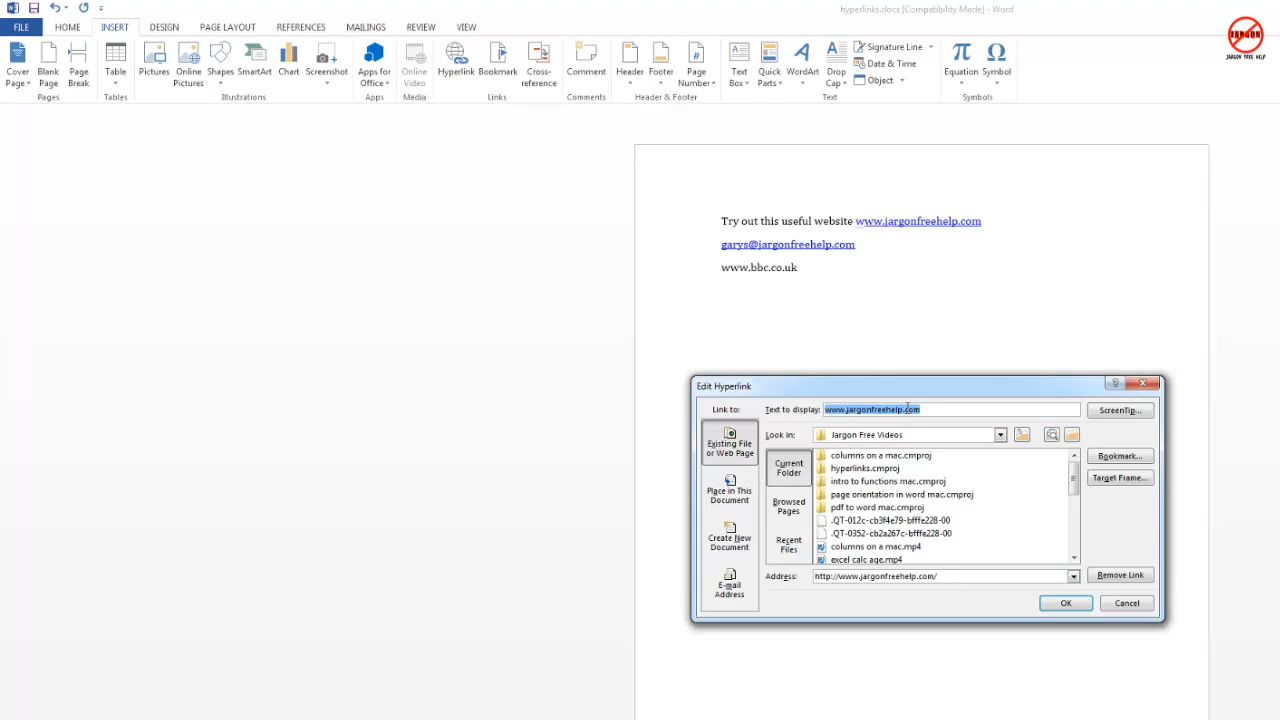 hyperlinks.docx [Compatibility Mode] - Word
FILE HOME INSERT DESIGN PAGE LAYOUT REFERENCES MAILINGS REVIEW VIEW
JARGON
JARGON FREE HELP
Cover Page
Blank Page
Page Break
Table
Pictures
Online Pictures
Shapes
SmartArt
Chart
Screenshot
Apps for Office
Online Video
Hyperlink
Bookmark
Cross-reference
Comment
Header
Footer
Page Number
Text Box
Quick Parts
WordArt
Drop Cap
Signature Line
Date & Time
Object
Equation
Symbol
Pages Tables Illustrations Apps Media Links Comments Header & Footer Text Symbols
Try out this useful website www.jargonfreehelp.com
garys@jargonfreehelp.com
www.bbc.co.uk
Edit Hyperlink
Link to:
Text to display: www.jargonfreehelp.com
ScreenTip...
Existing File or Web Page
Place in This Document
Create New Document
E-mail Address
Look in: Jargon Free Videos
Current Folder
Browsed Pages
Recent Files
columns on a mac.cmproj
hyperlinks.cmproj
intro to functions mac.cmproj
page orientation in word mac.cmproj
pdf to word mac.cmproj
.QT-012c-cb3f4e79-bfffe228-00
.QT-0352-cb2a267c-bfffe228-00
columns on a mac.mp4
excel calc age.mp4
Bookmark...
Target Frame...
Address: http://www.jargonfreehelp.com/
Remove Link
OK
Cancel